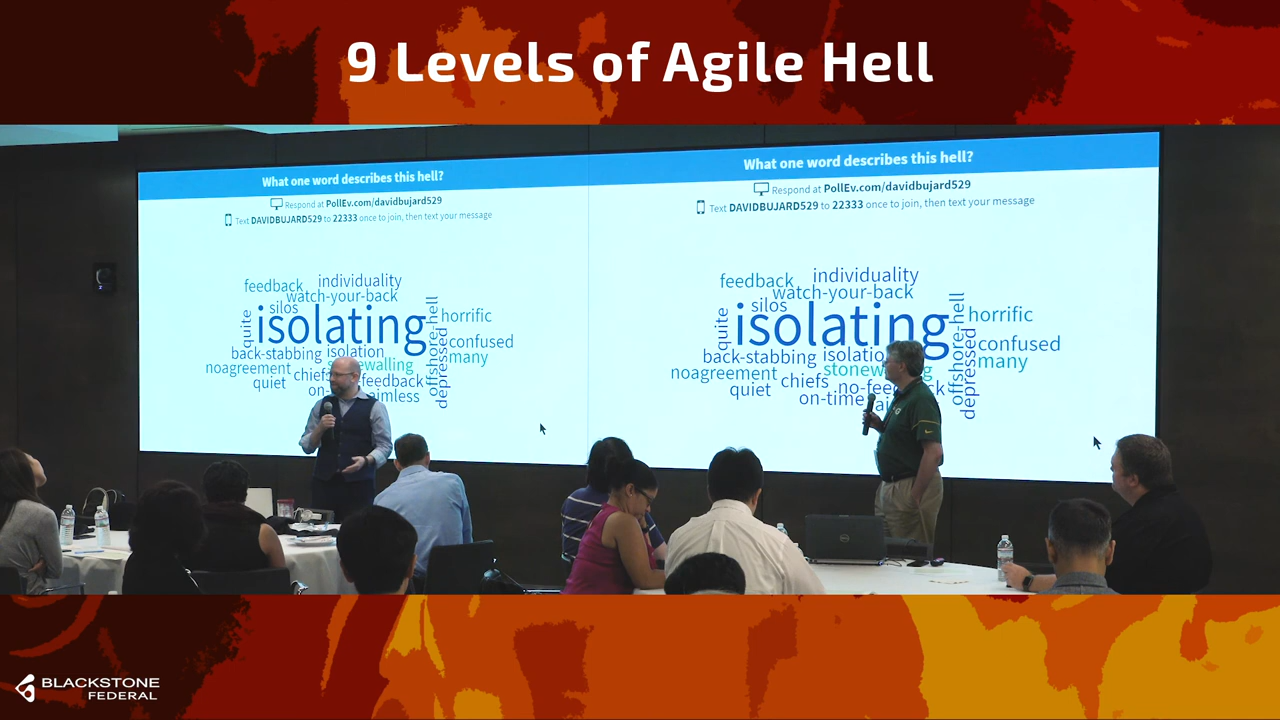 9 Levels of Agile Hell
What one word describes this hell?
Respond at PollEv.com/davidbujard529
Text DAVIDBUJARD529 to 22333 once to join, then text your message
feedback
individuality
watch-your-back
silos
quite
isolating
offshore-hell
horrific
depressed
confused
back-stabbing
isolation
many
noagreement
quiet
chiefs
feedback
on-
aimless
What one word describes this hell?
Respond at PollEv.com/davidbujard529
Text DAVIDBUJARD529 to 22333 once to join, then text your message
feedback
individuality
watch-your-back
silos
quite
isolating
offshore-hell
horrific
depressed
confused
back-stabbing
isolatio
many
noagreement
quiet
chiefs
on-time
BLACKSTONE
FEDERAL